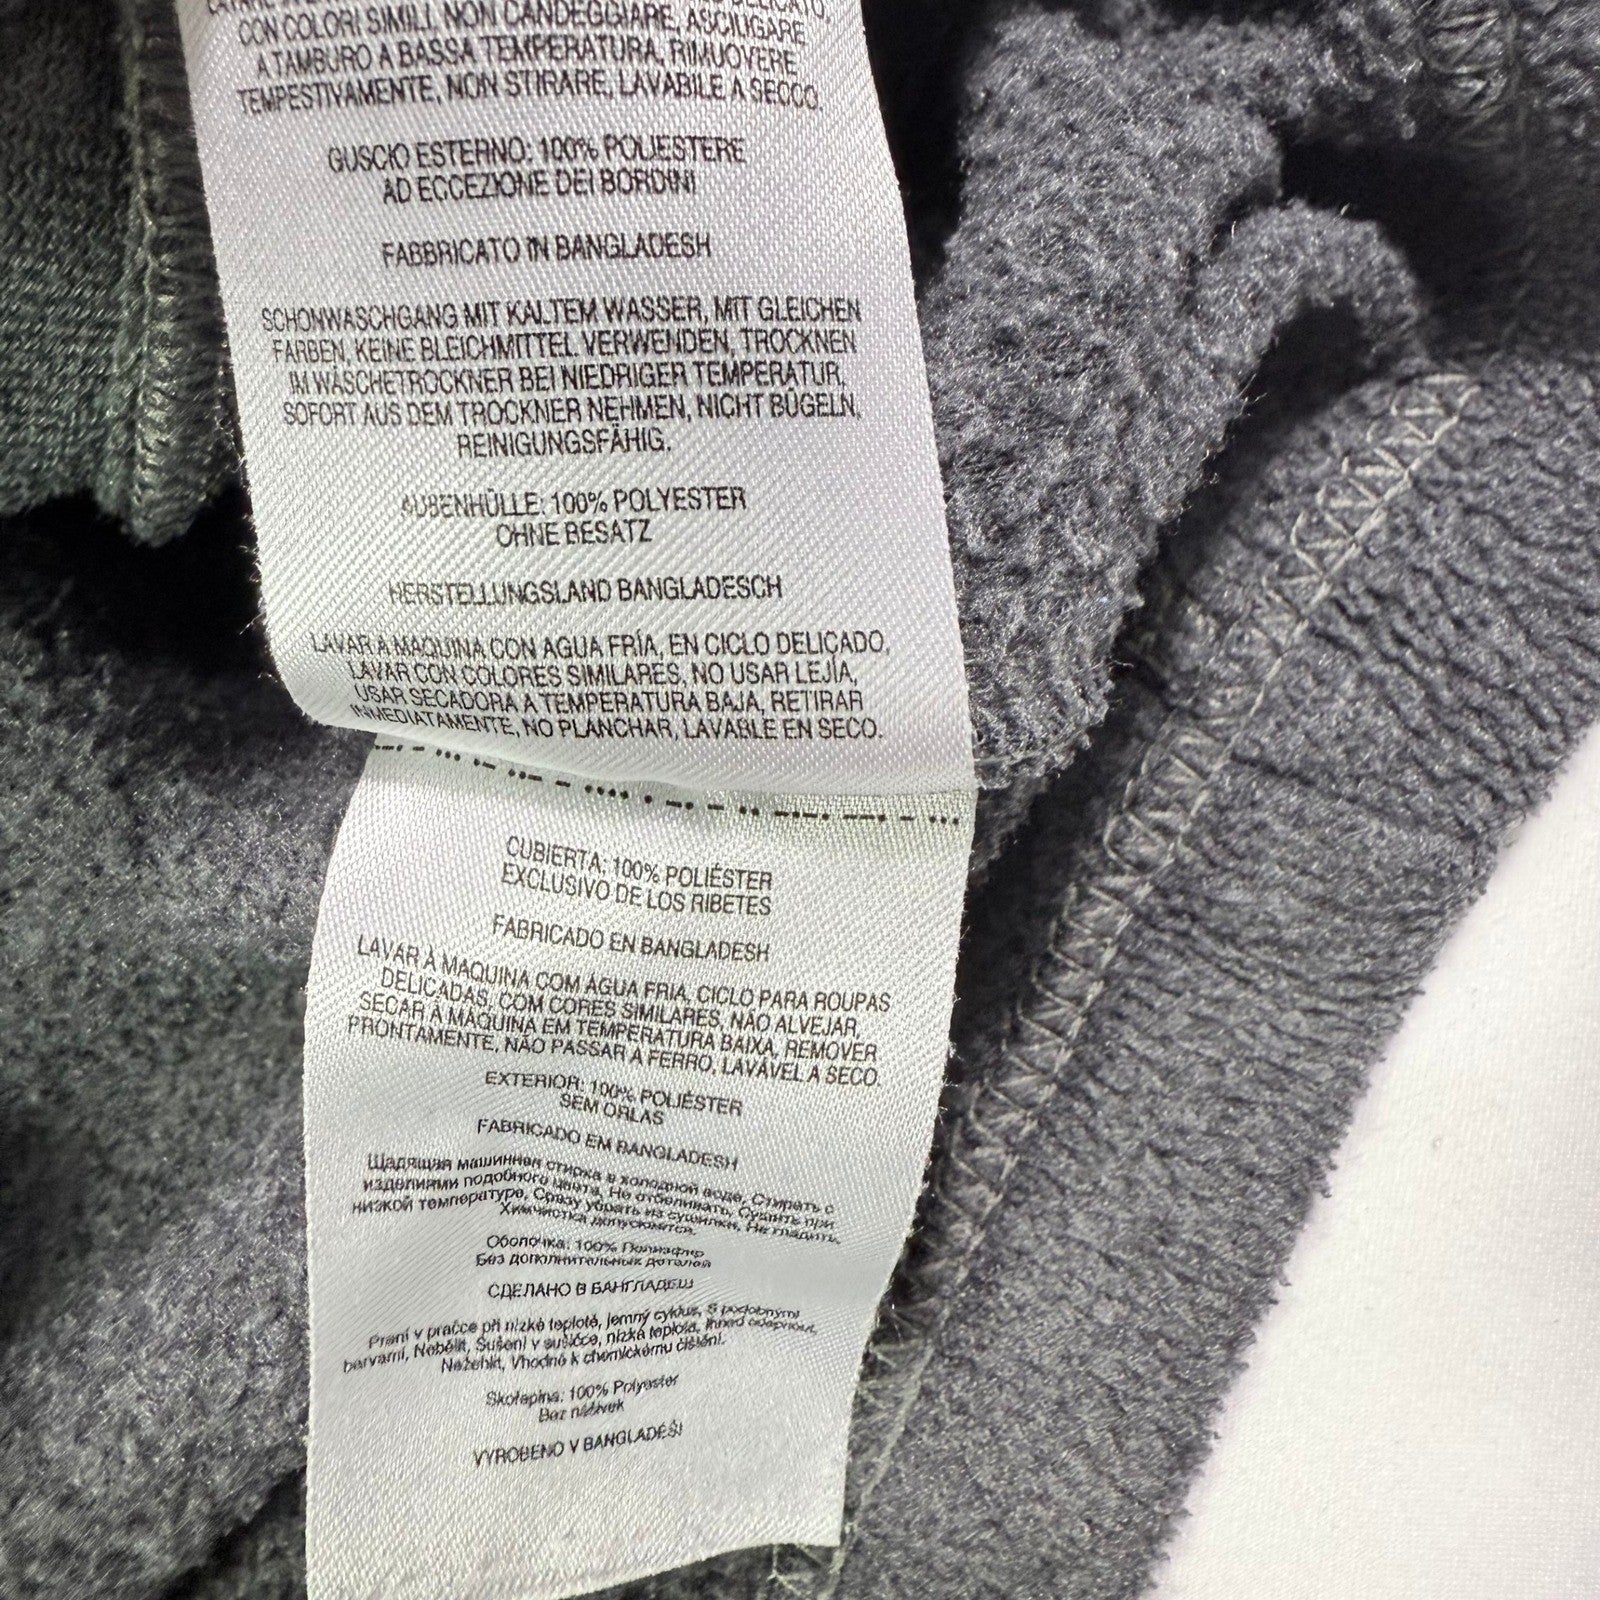 DELICATO,
CON COLORI SIMILI, NON CANDEGGIARE, ASCIUGARE
A TAMBURO A BASSA TEMPERATURA, RIMUOVERE
TEMPESTIVAMENTE, NON STIRARE, LAVABILE A SECCO.
GUSCIO ESTERNO: 100% POLIESTERE
AD ECCEZIONE DEI BORDINI
FABBRICATO IN BANGLADESH
SCHONWASCHGANG MIT KALTEM WASSER, MIT GLEICHEN
FARBEN, KEINE BLEICHMITTEL VERWENDEN, TROCKNEN
IM WÄSCHETROCKNER BEI NIEDRIGER TEMPERATUR,
SOFORT AUS DEM TROCKNER NEHMEN, NICHT BÜGELN,
REINIGUNGSFÄHIG.
AUßENHÜLLE: 100% POLYESTER
OHNE BESATZ
HERSTELLUNGSLAND BANGLADESCH
LAVAR A MAQUINA CON AGUA FRÍA, EN CICLO DELICADO,
LAVAR CON COLORES SIMILARES, NO USAR LEJÍA,
USAR SECADORA A TEMPERATURA BAJA, RETIRAR
INMEDIATAMENTE, NO PLANCHAR, LAVABLE EN SECO.
CUBIERTA: 100% POLIÉSTER
EXCLUSIVO DE LOS RIBETES
FABRICADO EN BANGLADESH
LAVAR À MAQUINA COM ÁGUA FRIA, CICLO PARA ROUPAS
DELICADAS, COM CORES SIMILARES, NÃO ALVEJAR,
SECAR À MÁQUINA EM TEMPERATURA BAIXA, REMOVER
PRONTAMENTE, NÃO PASSAR A FERRO, LAVÁVEL A SECO.
EXTERIOR: 100% POLIÉSTER
SEM ORLAS
FABRICADO EM BANGLADESH
Щадящая машинная стирка в холодной воде, Стирать с
изделиями подобного цвета, Не отбеливать, Сушить при
низкой температуре, Сразу убрать из сушилки, Не гладить,
Химчистка допускается.
Оболочка: 100% Полиэфир
Без дополнительных деталей
СДЕЛАНО В БАНГЛАДЕШ
Praní v pračce při nízké teplotě, jemný cyklus, S podobnými
barvami, Nebělit, Sušení v sušičce, nízká teplota, Ihned odepnout,
Nežehlit, Vhodné k chemickému čištění.
Skořepina: 100% Polyester
Bez nášivek
VYROBENO V BANGLADÉŠI